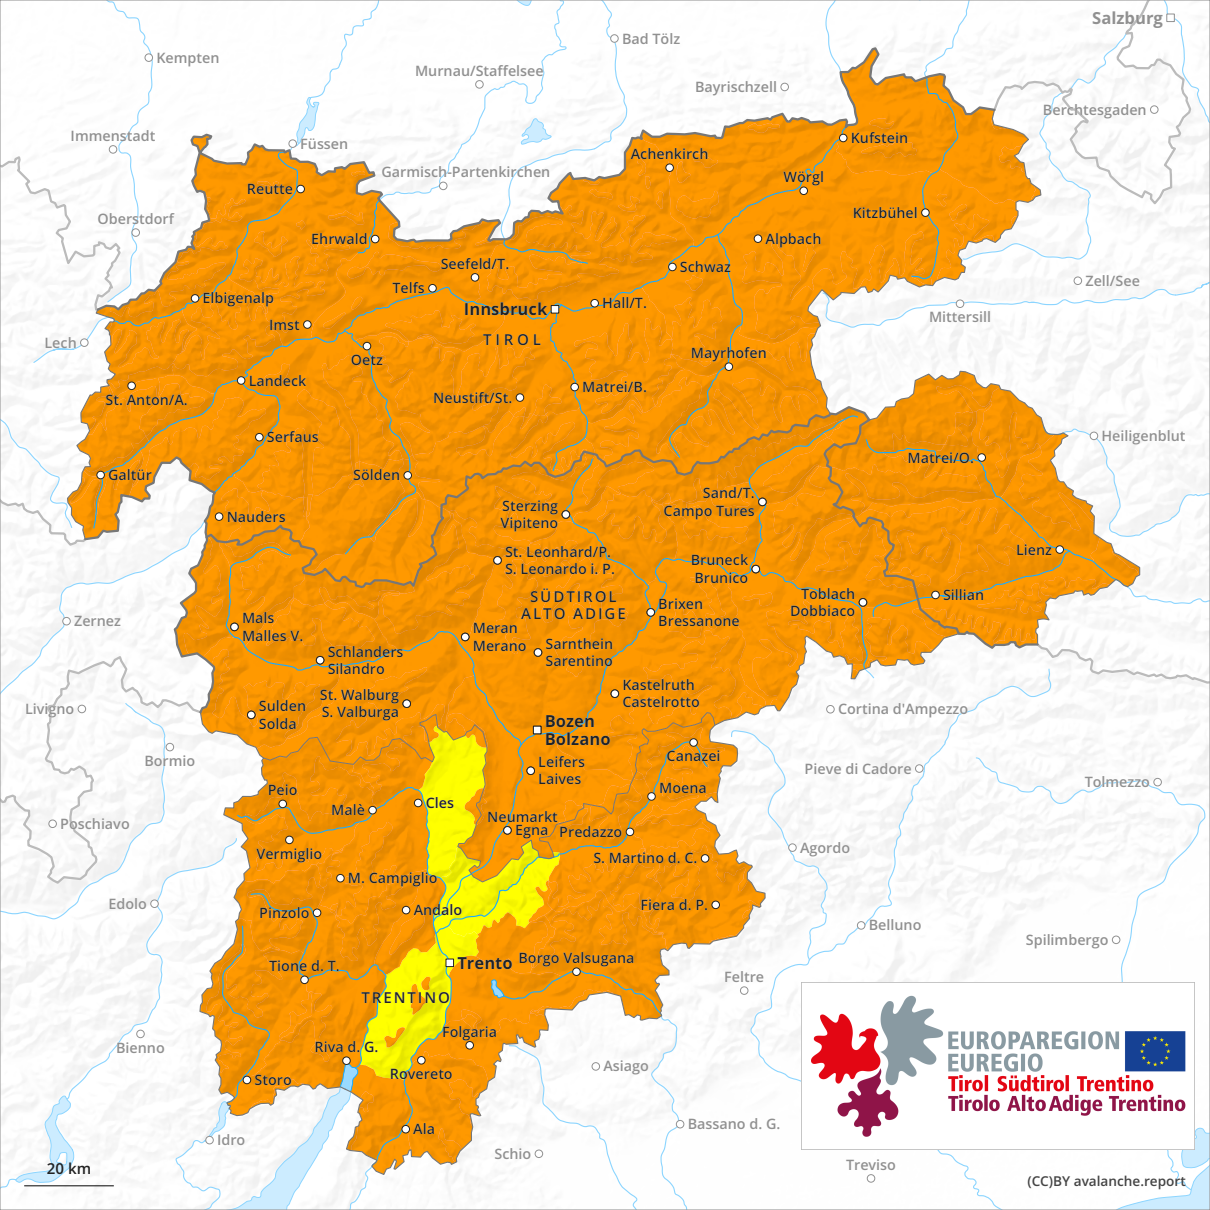 Salzburg
Bad Tölz
Kempten
Murnau/Staffelsee
Bayrischzell
Berchtesgaden
Immenstadt
Füssen
Kufstein
Achenkirch
Garmisch-Partenkirchen
Wörgl
Reutte
Oberstdorf
Kitzbühel
Ehrwald
Alpbach
Seefeld/T.
Schwaz
Zell/See
Telfs
Elbigenalp
Hall/T.
Innsbruck
Mittersill
Imst
TIROL
Lech
Oetz
Mayrhofen
Landeck
Matrei/B.
St. Anton/A.
Neustift/St.
Serfaus
Heiligenblut
Matrei/O.
Galtür
Sölden
Sand/T.
Campo Tures
Sterzing
Vipiteno
Nauders
Lienz
St. Leonhard/P.
S. Leonardo i. P.
Bruneck
Brunico
SÜDTIROL
ALTO ADIGE
Toblach
Dobbiaco
Sillian
Brixen
Bressanone
Zernez
Mals
Malles V.
Meran
Merano
Sarnthein
Sarentino
Schlanders
Silandro
Kastelruth
Castelrotto
St. Walburg
S. Valburga
Livigno
Sulden
Solda
Cortina d'Ampezzo
Bozen
Bolzano
Canazei
Bormio
Leifers
Laives
Pieve di Cadore
Tolmezzo
Peio
Moena
Malè
Cles
Neumarkt
Egna
Predazzo
Poschiavo
Vermiglio
Agordo
S. Martino d. C.
M. Campiglio
Edolo
Pinzolo
Andalo
Fiera d. P.
Belluno
Spilimbergo
Trento
Borgo Valsugana
Tione d. T.
Feltre
TRENTINO
Folgaria
Bienno
Riva d. G.
Rovereto
Asiago
Storo
EUROPAREGION
EUREGIO
Tirol Südtirol Trentino
Tirolo Alto Adige Trentino
Ala
Bassano d. G.
Idro
Schio
Treviso
20 km
(CC)BY avalanche.report